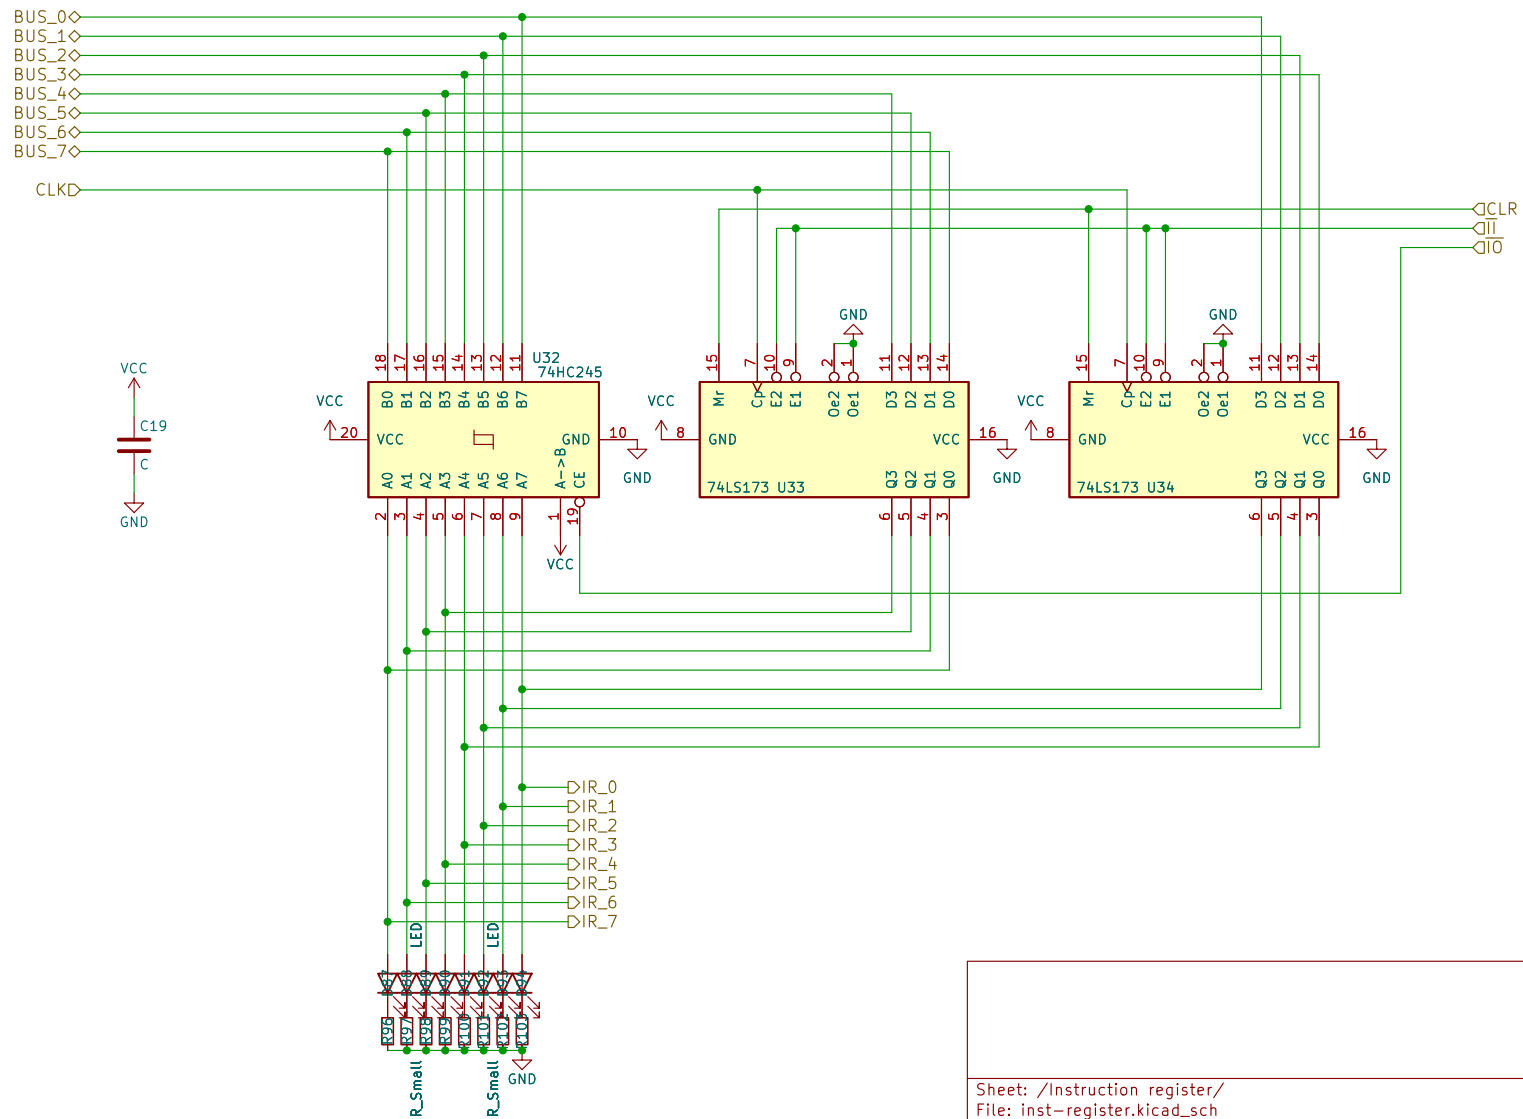 BUS_0
BUS_1
BUS_2
BUS_3
BUS_4
BUS_5
BUS_6
BUS_7
CLK
CLR
II
IO
GND GND
18 17 16 15 14 13 12 11 U32
74HC245
15 7 10 9 2 1 11 12 13 14
15 7 10 9 2 1 11 12 13 14
VCC
C19
C
GND
VCC
B0 B1 B2 B3 B4 B5 B6 B7
20 VCC GND 10
GND
A0 A1 A2 A3 A4 A5 A6 A7 A->B CE
2 3 4 5 6 7 8 9 1 19
VCC
VCC
Mr Cp E2 E1 Oe2 Oe1 D3 D2 D1 D0
8 GND VCC 16
GND
74LS173 U33 Q3 Q2 Q1 Q0
6 5 4 3
VCC
Mr Cp E2 E1 Oe2 Oe1 D3 D2 D1 D0
8 GND VCC 16
GND
74LS173 U34 Q3 Q2 Q1 Q0
6 5 4 3
IR_0
IR_1
IR_2
IR_3
IR_4
IR_5
IR_6
IR_7
LED LED
R96 R97 R98 R99 R100 R101 R102 R103
R_Small R_Small
GND
Sheet: /Instruction register/
File: inst-register.kicad_sch